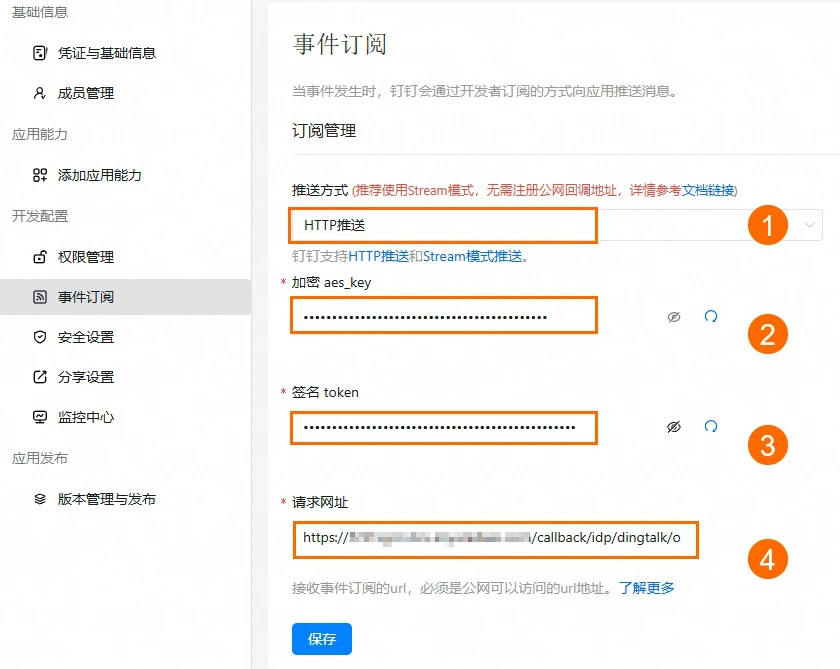 基础信息
凭证与基础信息
成员管理
应用能力
添加应用能力
开发配置
权限管理
事件订阅
安全设置
分享设置
监控中心
应用发布
版本管理与发布
事件订阅
当事件发生时，钉钉会通过开发者订阅的方式向应用推送消息。
订阅管理
推送方式 (推荐使用Stream模式，无需注册公网回调地址，详情参考文档链接)
HTTP推送
1
钉钉支持HTTP推送和Stream模式推送。
* 加密 aes_key
2
* 签名 token
3
* 请求网址
https://
/callback/idp/dingtalk/o
4
接收事件订阅的url，必须是公网可以访问的url地址。了解更多
保存